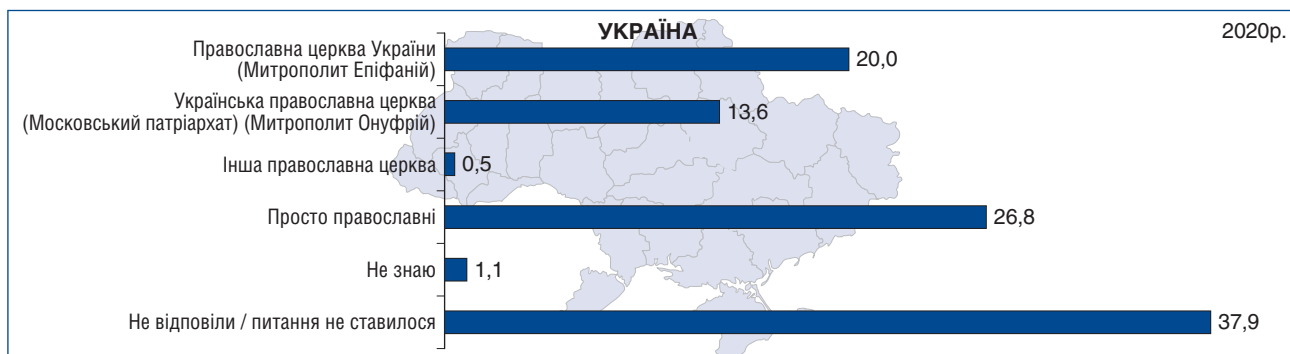 УКРАЇНА
2020р.
Православна церква України
(Митрополит Епіфаній)
20,0
Українська православна церква
(Московський патріархат) (Митрополит Онуфрій)
13,6
Інша православна церква
0,5
Просто православні
26,8
Не знаю
1,1
Не відповіли / питання не ставилося
37,9